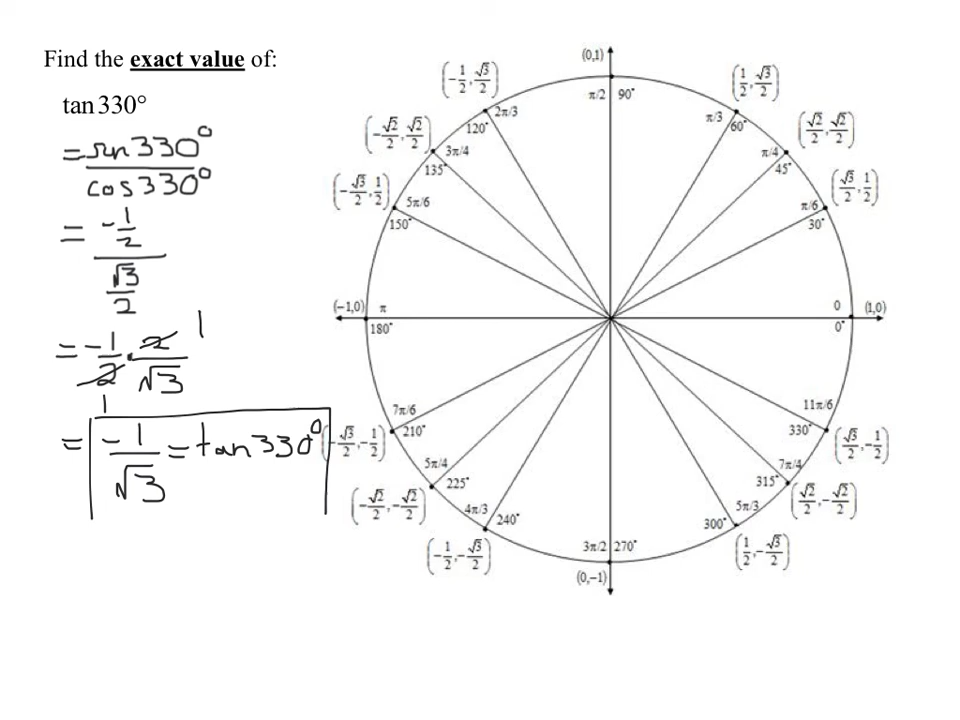 Find the exact value of:
tan 330°
= sin 330°
cos 330°
= -1/2
√3/2
= -1/2 · 2/√3 1
1
= -1/√3 = tan 330°
(0,1)
π/2 90°
(-1/2, √3/2)
2π/3
120°
(-√2/2, √2/2)
3π/4
135°
(-√3/2, 1/2)
5π/6
150°
(1/2, √3/2)
π/3
60°
(√2/2, √2/2)
π/4
45°
(√3/2, 1/2)
π/6
30°
(-1,0) π
180°
0 (1,0)
0°
7π/6
210°
(-√3/2, -1/2)
5π/4
225°
(-√2/2, -√2/2)
4π/3
240°
(-1/2, -√3/2)
3π/2 270°
(0,-1)
11π/6
330°
(√3/2, -1/2)
7π/4
315°
(√2/2, -√2/2)
5π/3
300°
(1/2, -√3/2)